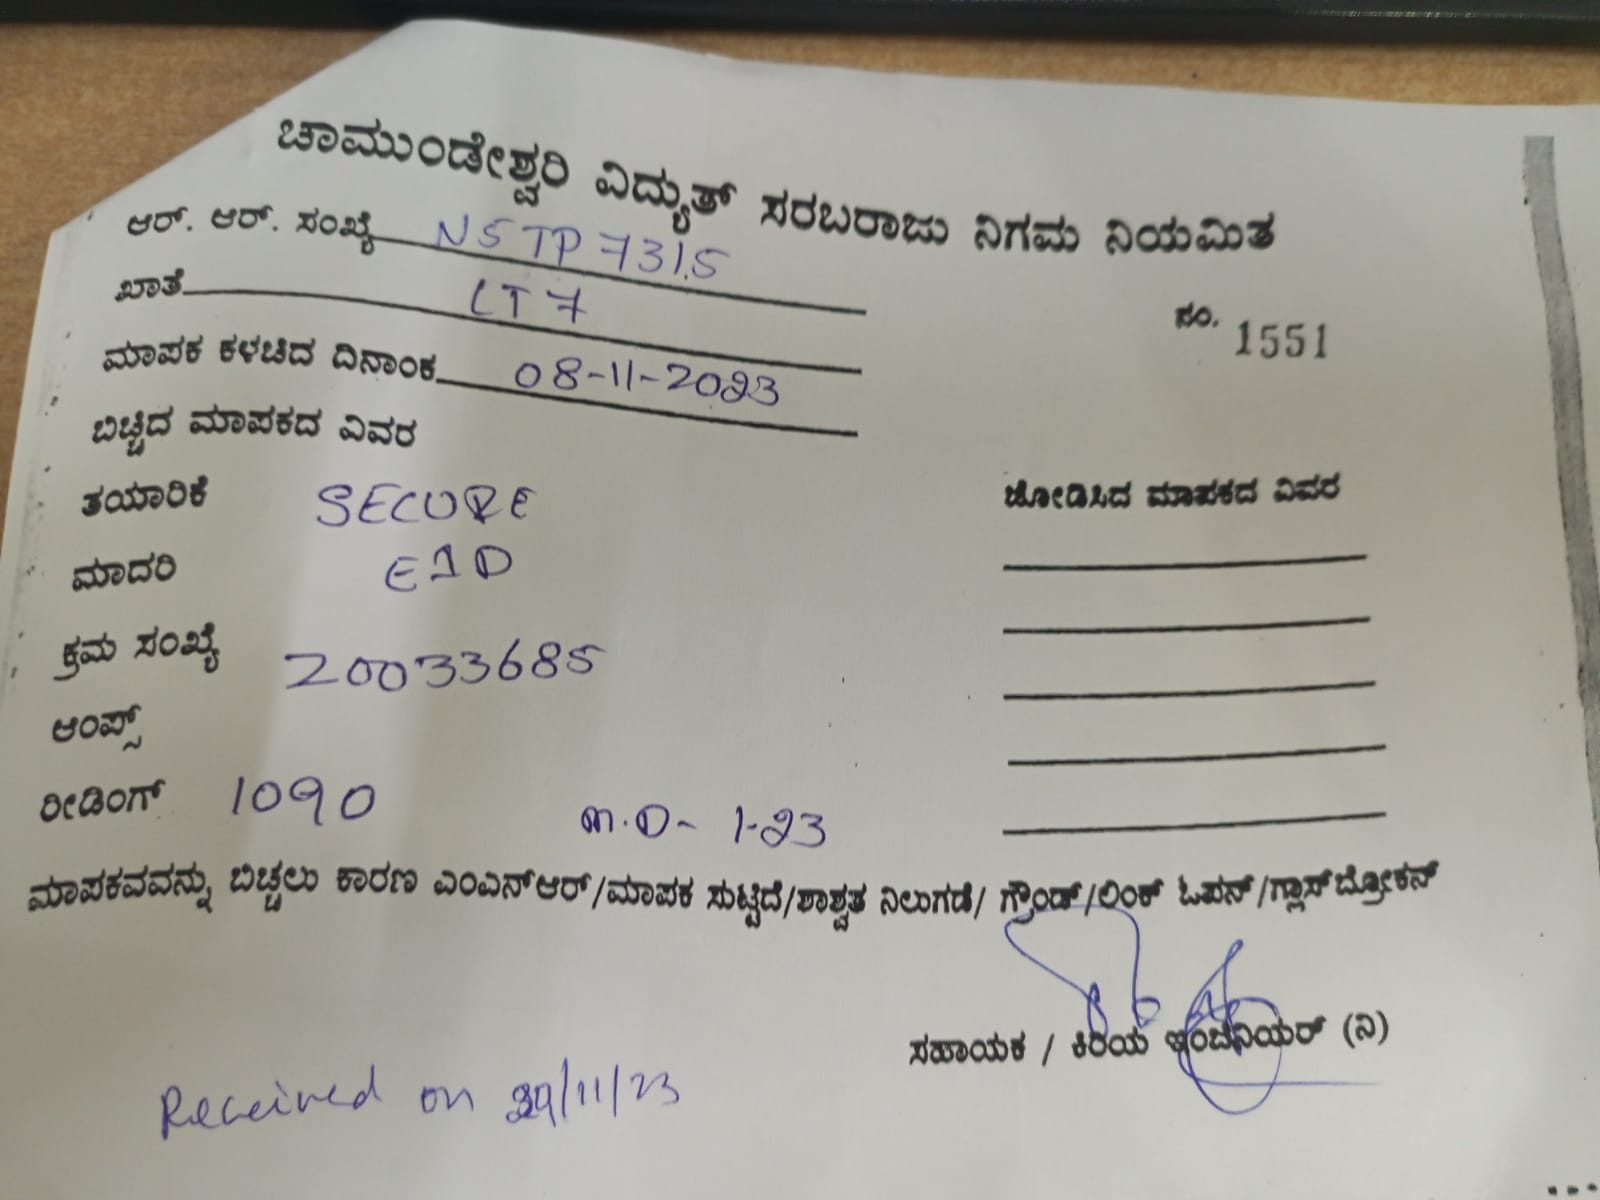 ಚಾಮುಂಡೇಶ್ವರಿ ವಿದ್ಯುತ್ ಸರಬರಾಜು ನಿಗಮ ನಿಯಮಿತ
ಆರ್. ಆರ್. ಸಂಖ್ಯೆ NSTP 7315
ಖಾತೆ LT 7
ನಂ. 1551
ಮಾಪಕ ಕಳಚಿದ ದಿನಾಂಕ 08-11-2023
ಬಿಚ್ಚಿದ ಮಾಪಕದ ವಿವರ
ಜೋಡಿಸಿದ ಮಾಪಕದ ವಿವರ
ತಯಾರಿಕೆ SECURE
ಮಾದರಿ E1D
ಕ್ರಮ ಸಂಖ್ಯೆ 20033685
ಆಂಪ್ಸ್
ರೀಡಿಂಗ್ 1090 M.D- 1.23
ಮಾಪಕವವನ್ನು ಬಿಚ್ಚಲು ಕಾರಣ ಎಂಎನ್ಆರ್/ಮಾಪಕ ಸುಟ್ಟಿದೆ/ಶಾಶ್ವತ ನಿಲುಗಡೆ/ ಗ್ರೌಂಡ್/ಲಿಂಕ್ ಓಪನ್/ಗ್ಲಾಸ್ ಬ್ರೋಕನ್
ಸಹಾಯಕ / ಕಿರಿಯ ಇಂಜಿನಿಯರ್ (ನಿ)
Received on 29/11/23